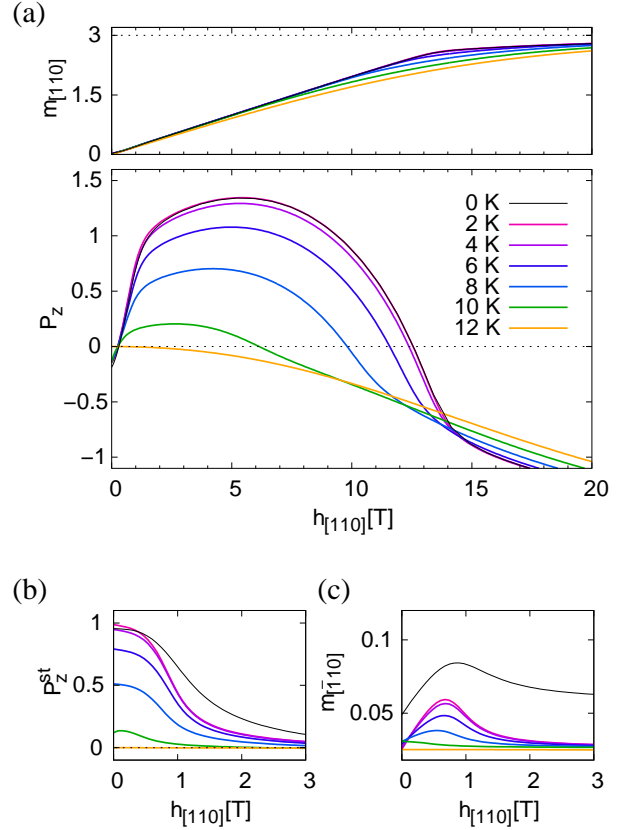 (a)
3
1.5
0
m[110]
1.5
1
0.5
0
−0.5
−1
Pz
0 K
2 K
4 K
6 K
8 K
10 K
12 K
0 5 10 15 20
h[110][T]
(b)
1
0.5
0
Pzst
0 1 2 3
h[110][T]
(c)
0.1
0.05
m[1̄10]
0 1 2 3
h[110][T]